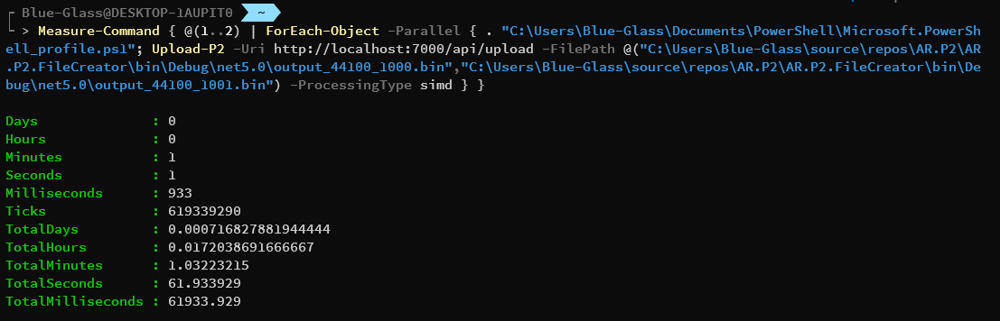 Blue-Glass@DESKTOP-1AUPIT0 ~
> Measure-Command { @(1..2) | ForEach-Object -Parallel { . "C:\Users\Blue-Glass\Documents\PowerShell\Microsoft.PowerSh
ell_profile.ps1"; Upload-P2 -Uri http://localhost:7000/api/upload -FilePath @("C:\Users\Blue-Glass\source\repos\AR.P2\AR
.P2.FileCreator\bin\Debug\net5.0\output_44100_1000.bin","C:\Users\Blue-Glass\source\repos\AR.P2\AR.P2.FileCreator\bin\De
bug\net5.0\output_44100_1001.bin") -ProcessingType simd } }
Days : 0
Hours : 0
Minutes : 1
Seconds : 1
Milliseconds : 933
Ticks : 619339290
TotalDays : 0.000716827881944444
TotalHours : 0.0172038691666667
TotalMinutes : 1.03223215
TotalSeconds : 61.933929
TotalMilliseconds : 61933.929